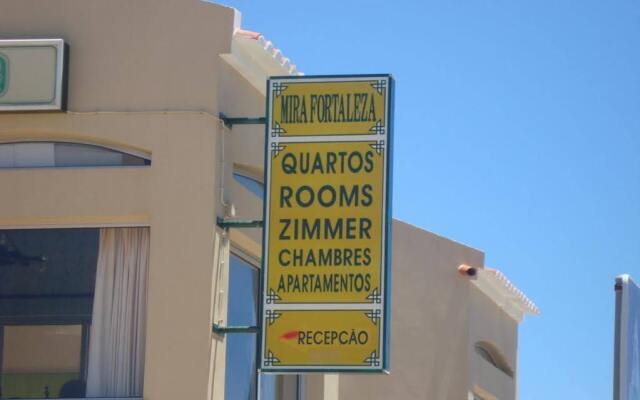 MIRA FORTALEZA
QUARTOS
ROOMS
ZIMMER
CHAMBRES
APARTAMENTOS
RECEPCÃO